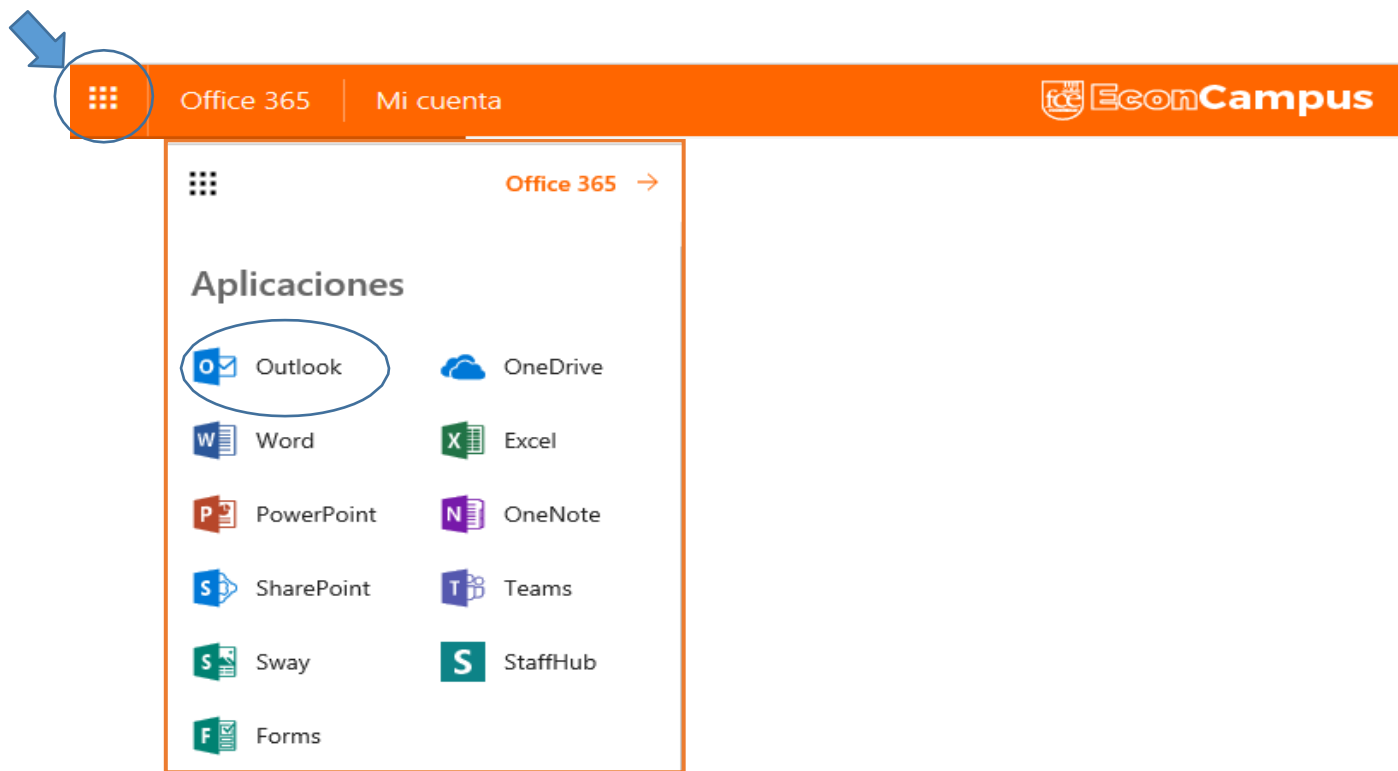 Office 365 Mi cuenta fce EconCampus
Office 365 →
Aplicaciones
Outlook OneDrive
Word Excel
PowerPoint OneNote
SharePoint Teams
Sway StaffHub
Forms